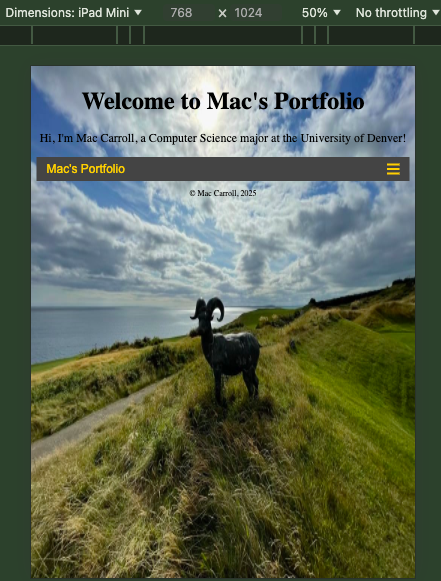 Dimensions: iPad Mini 768 × 1024 50% No throttling
Welcome to Mac's Portfolio
Hi, I'm Mac Carroll, a Computer Science major at the University of Denver!
Mac's Portfolio
© Mac Carroll, 2025